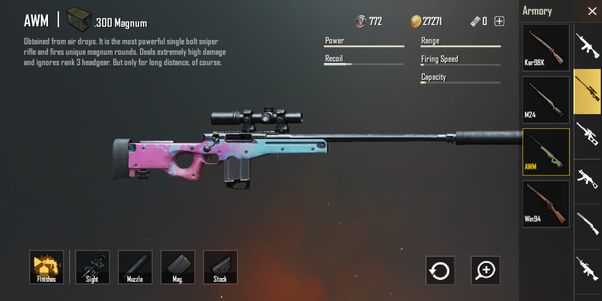 AWM
.300 Magnum
Obtained from air drops. It is the most powerful single bolt sniper
rifle and fires unique magnum rounds. Deals extremely high damage
and ignores rank 3 headgear. But only for long distance, of course.
772
27271
0
Power
Range
Recoil
Firing Speed
Capacity
Armory
Kar98K
M24
AWM
Win94
Finishes
Sight
Muzzle
Mag.
Stock